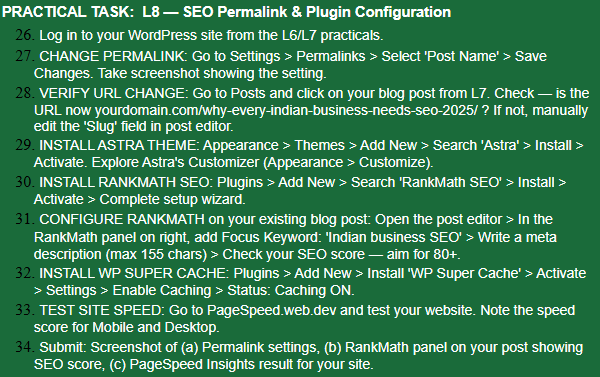 PRACTICAL TASK:  L8 — SEO Permalink & Plugin Configuration
26. Log in to your WordPress site from the L6/L7 practicals.
27. CHANGE PERMALINK: Go to Settings > Permalinks > Select 'Post Name' > Save
Changes. Take screenshot showing the setting.
28. VERIFY URL CHANGE: Go to Posts and click on your blog post from L7. Check — is the
URL now yourdomain.com/why-every-indian-business-needs-seo-2025/ ? If not, manually
edit the 'Slug' field in post editor.
29. INSTALL ASTRA THEME: Appearance > Themes > Add New > Search 'Astra' > Install >
Activate. Explore Astra's Customizer (Appearance > Customize).
30. INSTALL RANKMATH SEO: Plugins > Add New > Search 'RankMath SEO' > Install >
Activate > Complete setup wizard.
31. CONFIGURE RANKMATH on your existing blog post: Open the post editor > In the
RankMath panel on right, add Focus Keyword: 'Indian business SEO' > Write a meta
description (max 155 chars) > Check your SEO score — aim for 80+.
32. INSTALL WP SUPER CACHE: Plugins > Add New > Install 'WP Super Cache' > Activate
> Settings > Enable Caching > Status: Caching ON.
33. TEST SITE SPEED: Go to PageSpeed.web.dev and test your website. Note the speed
score for Mobile and Desktop.
34. Submit: Screenshot of (a) Permalink settings, (b) RankMath panel on your post showing
SEO score, (c) PageSpeed Insights result for your site.